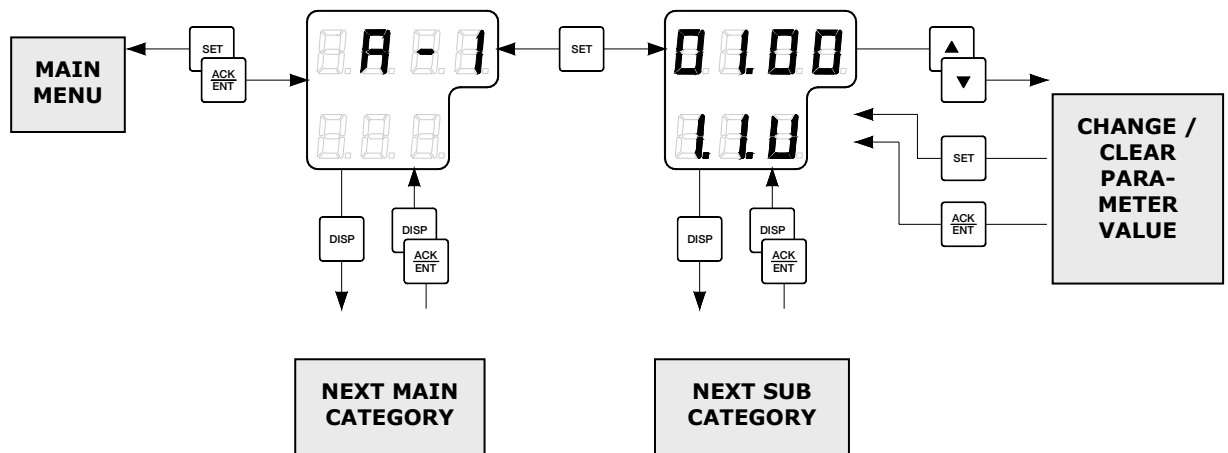 MAIN
MENU
SET
ACK
ENT
A - 1
SET
01.00
1.1.U
▲
▼
CHANGE /
CLEAR
PARA-
METER
VALUE
SET
ACK
ENT
DISP
DISP
ACK
ENT
DISP
DISP
ACK
ENT
NEXT MAIN
CATEGORY
NEXT SUB
CATEGORY